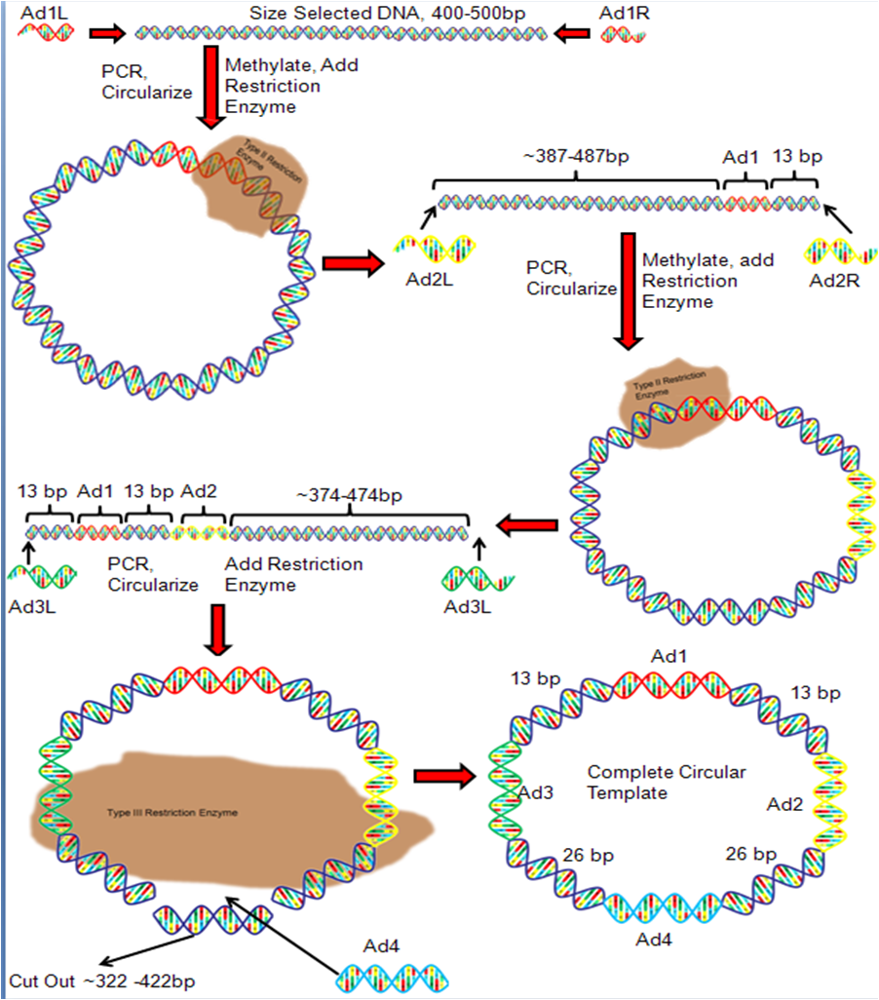 Ad1L
Size Selected DNA, 400-500bp
Ad1R
PCR,
Circularize
Methylate, Add
Restriction
Enzyme
Type II Restriction
Enzyme
~387-487bp
Ad1
13 bp
Ad2L
Ad2R
PCR,
Circularize
Methylate, add
Restriction
Enzyme
Type II Restriction
Enzyme
13 bp
Ad1
13 bp
Ad2
~374-474bp
Ad3L
PCR,
Circularize
Add Restriction
Enzyme
Ad3L
Type III Restriction Enzyme
Cut Out ~322 -422bp
Ad4
Ad1
13 bp
13 bp
Ad3
Complete Circular
Template
Ad2
26 bp
26 bp
Ad4